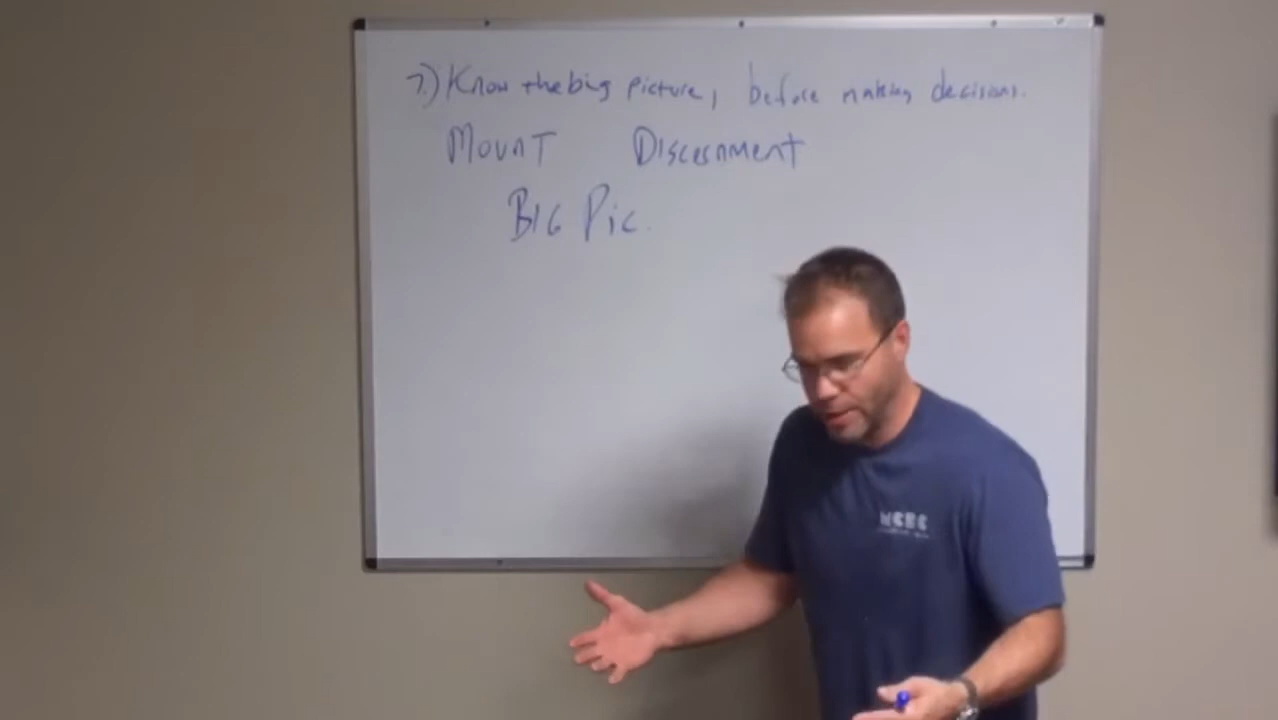 7.) Know the big picture, before making decisions.
Mount Discernment
BIG Pic.